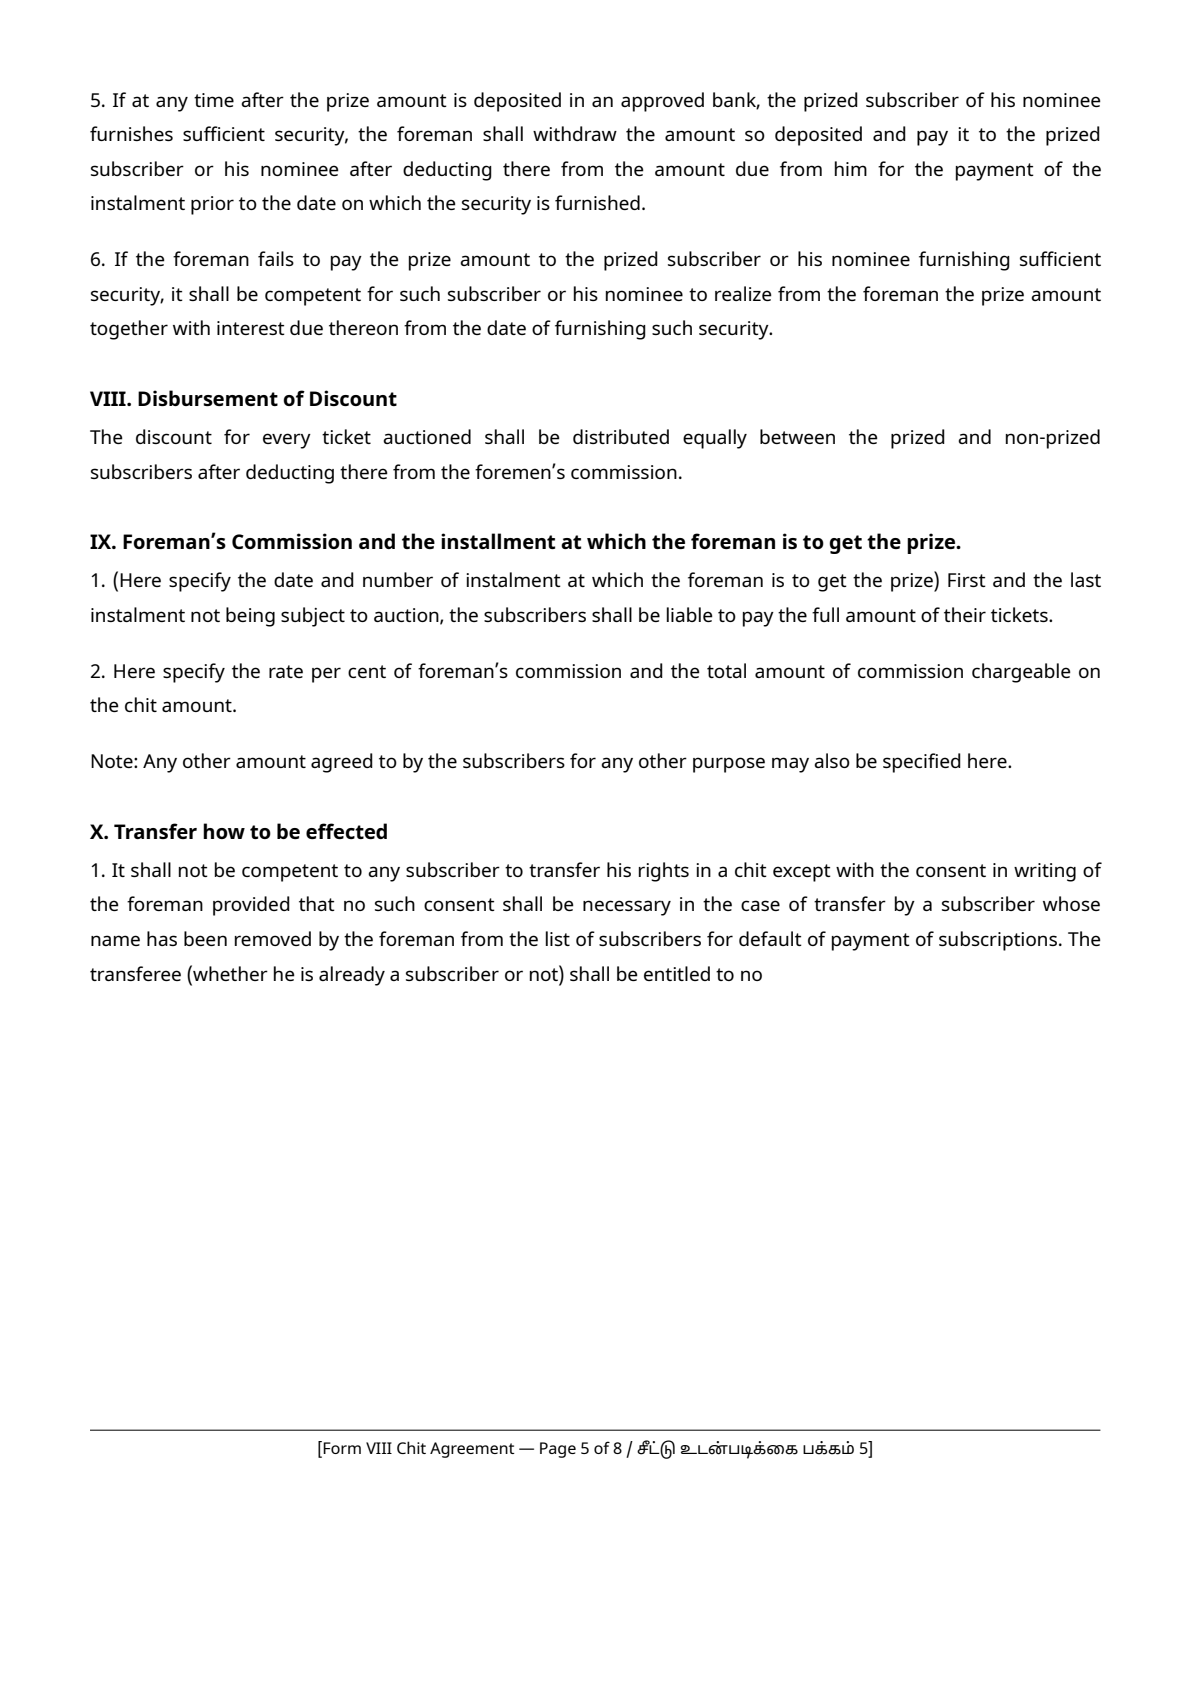 5. If at any time after the prize amount is deposited in an approved bank, the prized subscriber of his nominee
furnishes sufficient security, the foreman shall withdraw the amount so deposited and pay it to the prized
subscriber or his nominee after deducting there from the amount due from him for the payment of the
instalment prior to the date on which the security is furnished.
6. If the foreman fails to pay the prize amount to the prized subscriber or his nominee furnishing sufficient
security, it shall be competent for such subscriber or his nominee to realize from the foreman the prize amount
together with interest due thereon from the date of furnishing such security.
VIII. Disbursement of Discount
The discount for every ticket auctioned shall be distributed equally between the prized and non-prized
subscribers after deducting there from the foremen’s commission.
IX. Foreman’s Commission and the installment at which the foreman is to get the prize.
1. (Here specify the date and number of instalment at which the foreman is to get the prize) First and the last
instalment not being subject to auction, the subscribers shall be liable to pay the full amount of their tickets.
2. Here specify the rate per cent of foreman’s commission and the total amount of commission chargeable on
the chit amount.
Note: Any other amount agreed to by the subscribers for any other purpose may also be specified here.
X. Transfer how to be effected
1. It shall not be competent to any subscriber to transfer his rights in a chit except with the consent in writing of
the foreman provided that no such consent shall be necessary in the case of transfer by a subscriber whose
name has been removed by the foreman from the list of subscribers for default of payment of subscriptions. The
transferee (whether he is already a subscriber or not) shall be entitled to no
[Form VIII Chit Agreement — Page 5 of 8 / சீட்டு உடன்படிக்கை பக்கம் 5]